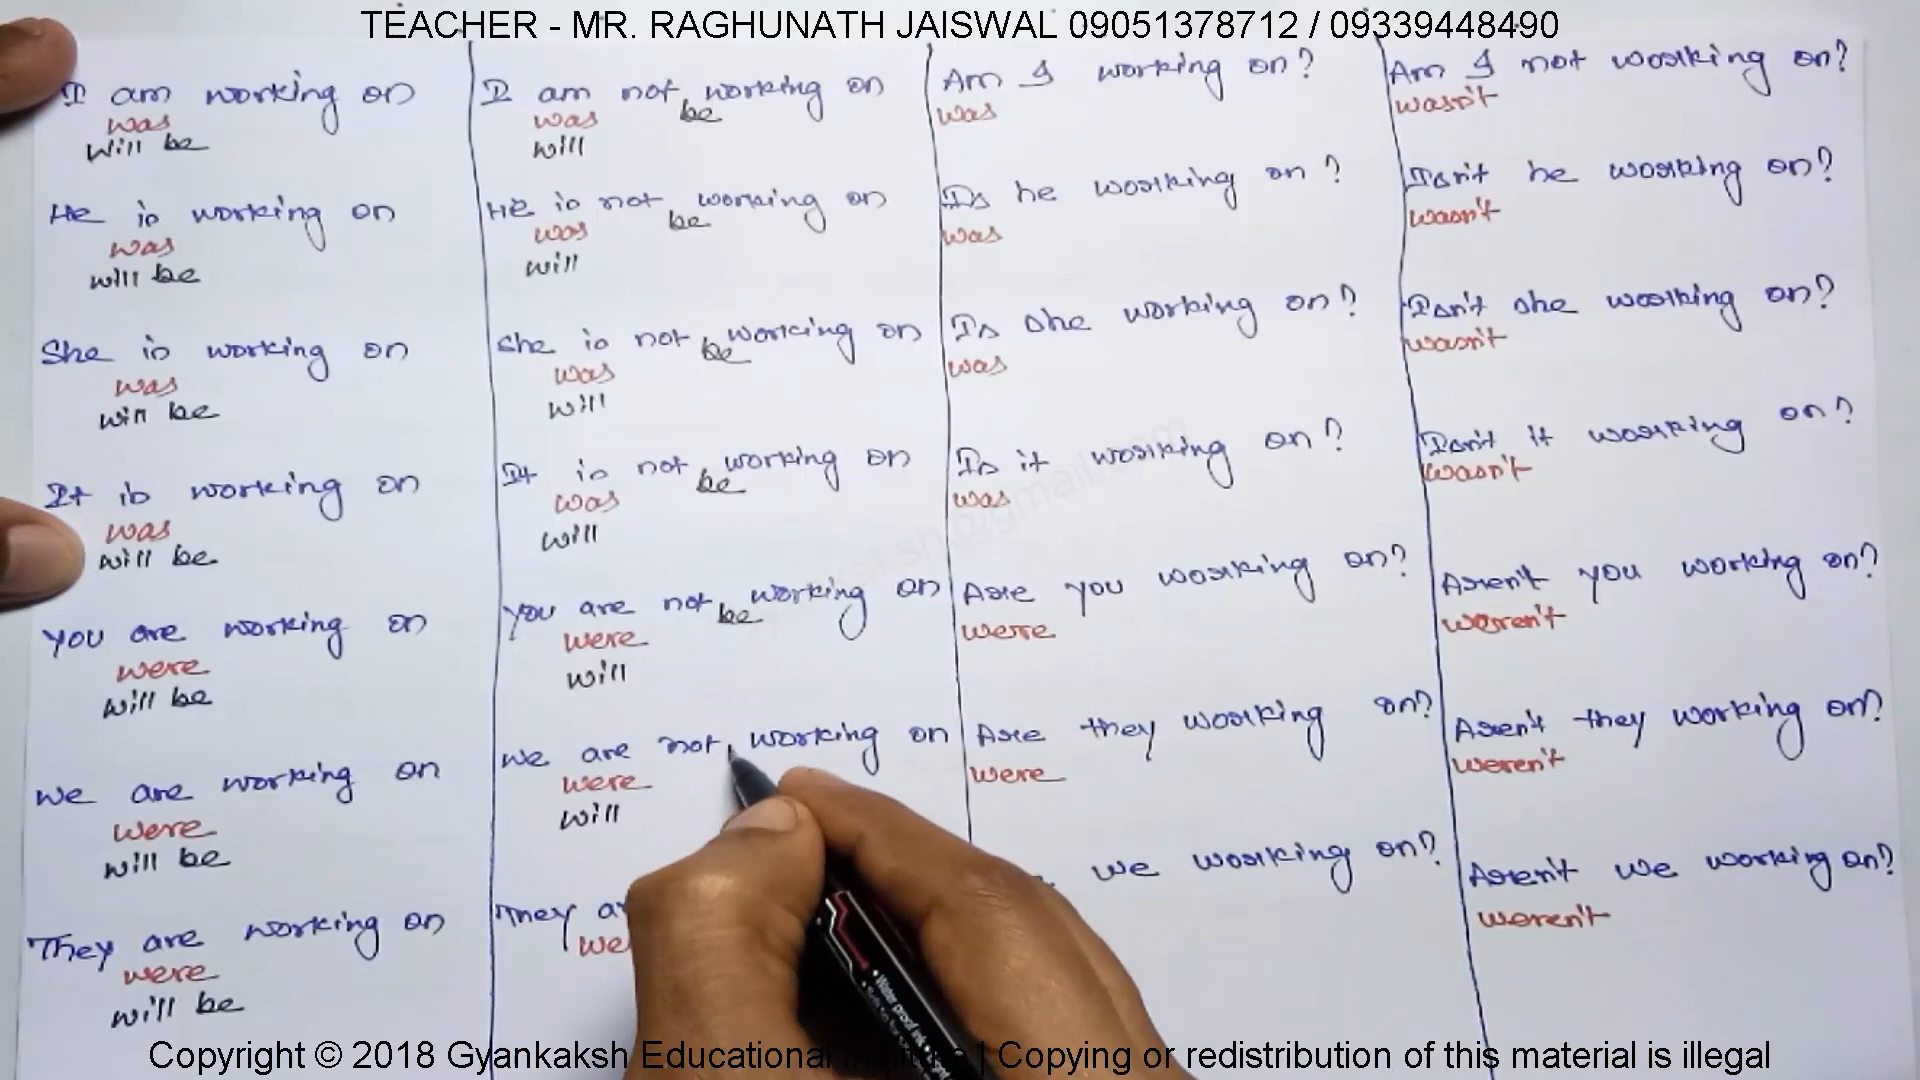 TEACHER - MR. RAGHUNATH JAISWAL 09051378712 / 09339448490
I am working on
was
will be
He is working on
was
will be
She is working on
was
will be
It is working on
was
will be
You are working on
were
will be
We are working on
were
will be
They are working on
were
will be
I am not be working on
was
will
He is not be working on
was
will
She is not be working on
was
will
It is not be working on
was
will
You are not be working on
were
will
We are not working on
were
will
They
Am I working on?
was
Is he working on?
was
Is she working on?
was
Is it working on?
was
Are you working on?
were
Are they working on?
were
we working on?
Am I not working on?
wasn't
Isn't he working on?
wasn't
Isn't she working on?
wasn't
Isn't it working on?
wasn't
Aren't you working on?
weren't
Aren't they working on?
weren't
Aren't we working on?
weren't
Water proof ink
Copyright © 2018 Gyankaksh Educational | Copying or redistribution of this material is illegal